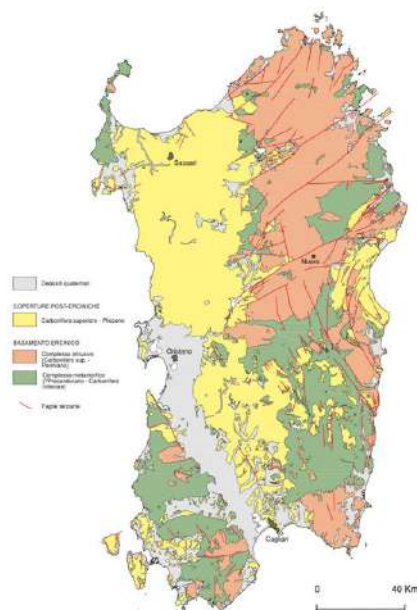 Sassari
Nuoro
Depositi quaternari
COPERTURE POST-ERCINICHE
Carbonifero superiore - Pliocene
Oristano
BASAMENTO ERCINICO
Complesso intrusivo
(Carbonifero sup. -
Permiano)
Complesso metamorfico
(?Precambriano - Carbonifero
inferiore)
Faglie terziarie
Cagliari
0 40 Km